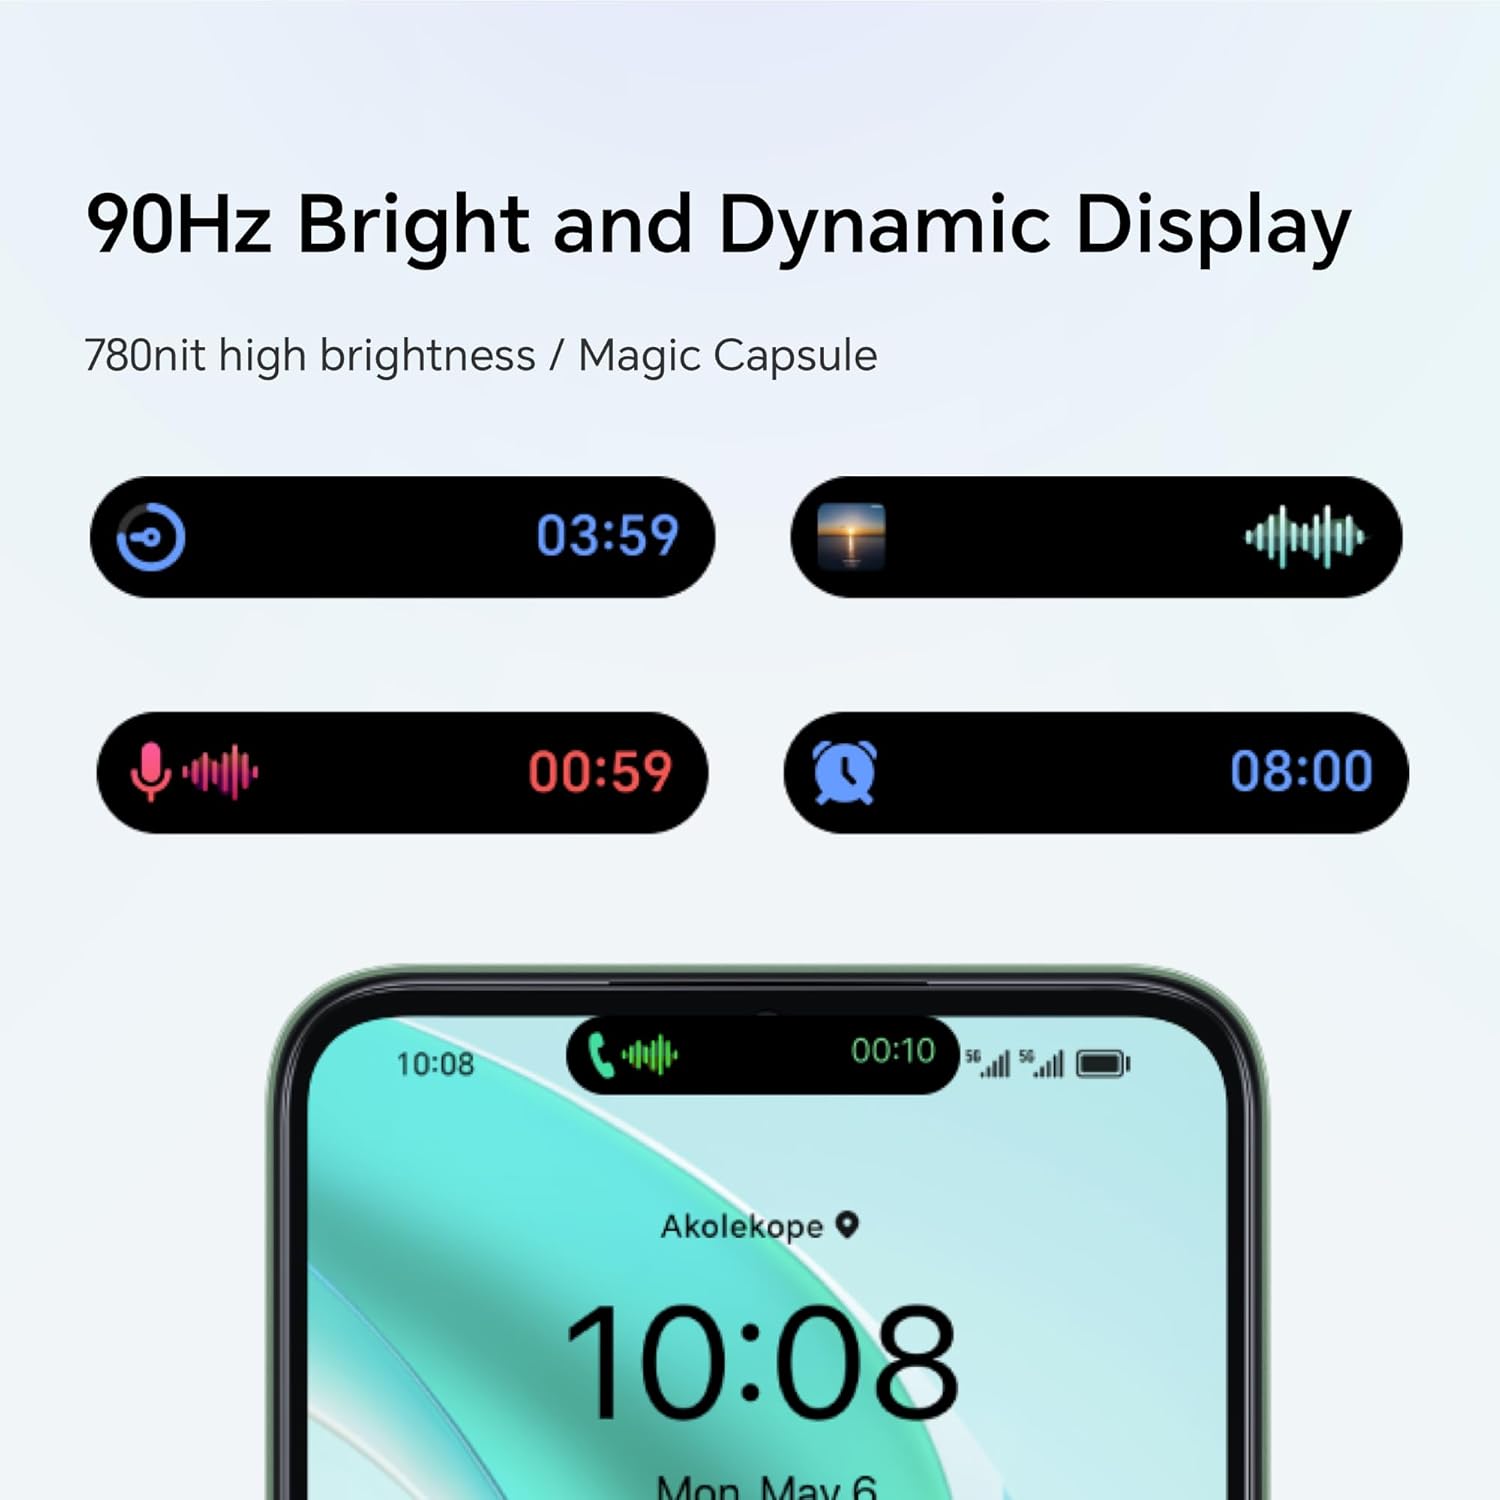 90Hz Bright and Dynamic Display
780nit high brightness / Magic Capsule
03:59
00:59
08:00
10:08
00:10
5G 5G
Akolekope
10:08
Mon, May 6